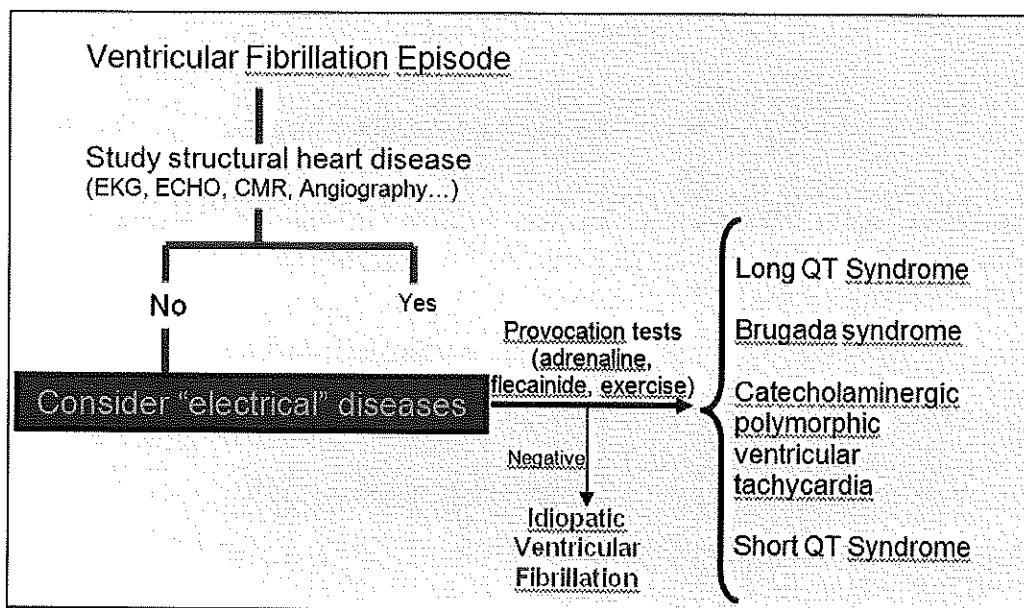 Ventricular Fibrillation Episode
Study structural heart disease
(EKG, ECHO, CMR, Angiography...)
No
Yes
Consider "electrical" diseases
Provocation tests
(adrenaline,
flecainide, exercise)
Negative
Idiopatic
Ventricular
Fibrillation
Long QT Syndrome
Brugada syndrome
Catecholaminergic
polymorphic
ventricular
tachycardia
Short QT Syndrome